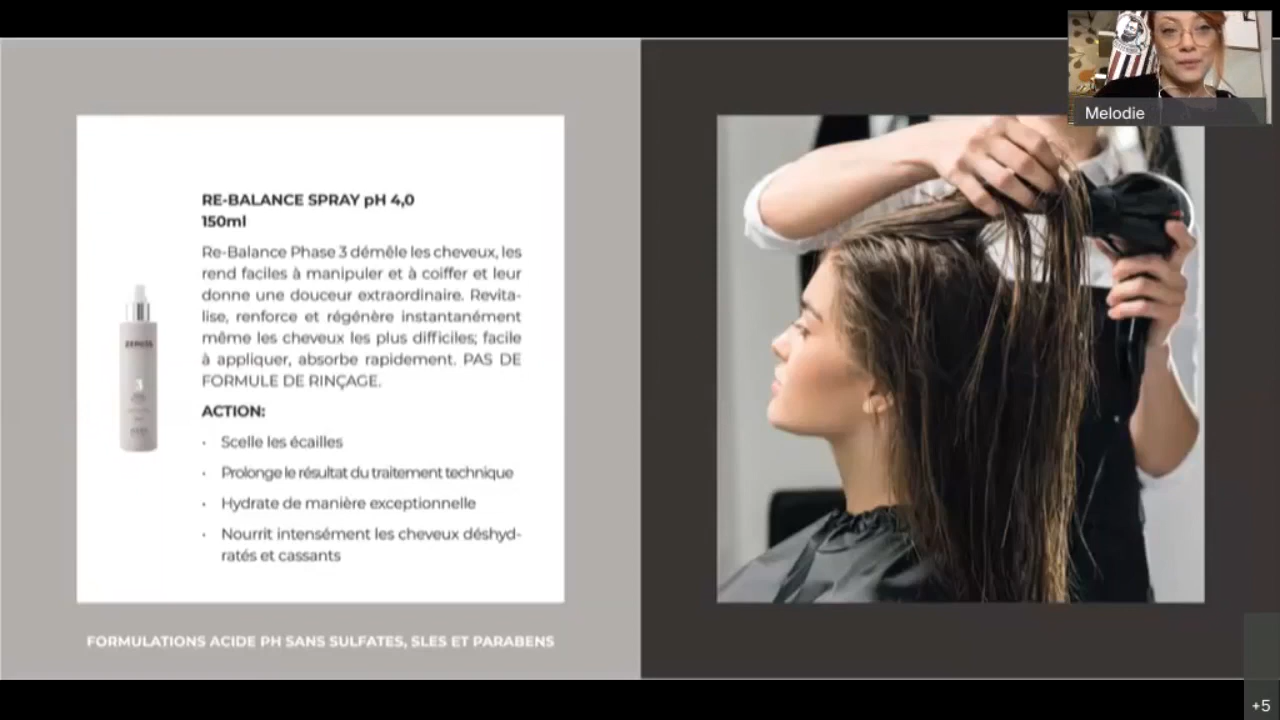 RE-BALANCE SPRAY pH 4,0
150ml
Re-Balance Phase 3 démêle les cheveux, les
rend faciles à manipuler et à coiffer et leur
donne une douceur extraordinaire. Revita-
lise, renforce et régénère instantanément
même les cheveux les plus difficiles; facile
à appliquer, absorbe rapidement. PAS DE
FORMULE DE RINÇAGE.
ACTION:
• Scelle les écailles
• Prolonge le résultat du traitement technique
• Hydrate de manière exceptionnelle
• Nourrit intensément les cheveux déshyd-
ratés et cassants
3
FORMULATIONS ACIDE PH SANS SULFATES, SLES ET PARABENS
Melodie
+5